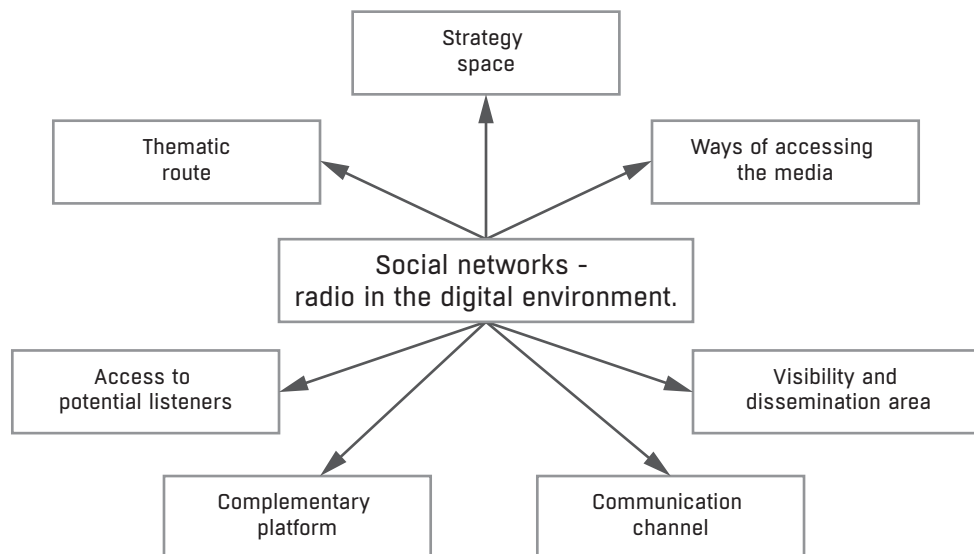 Strategy
space
Thematic
route
Ways of accessing
the media
Social networks -
radio in the digital environment.
Access to
potential listeners
Visibility and
dissemination area
Complementary
platform
Communication
channel